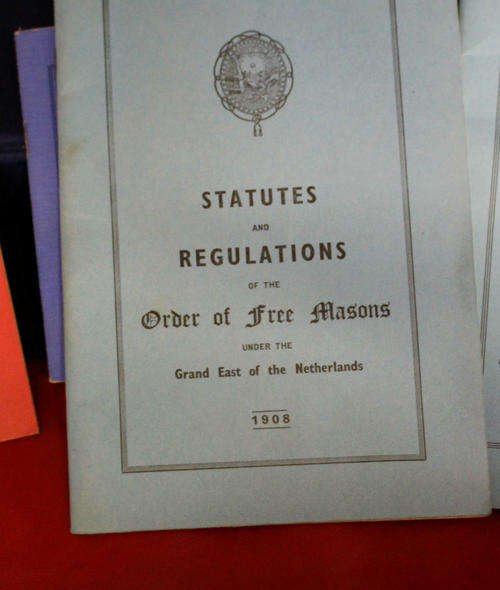 STATUTES
AND
REGULATIONS
OF THE
Order of Free Masons
UNDER THE
Grand East of the Netherlands
1908